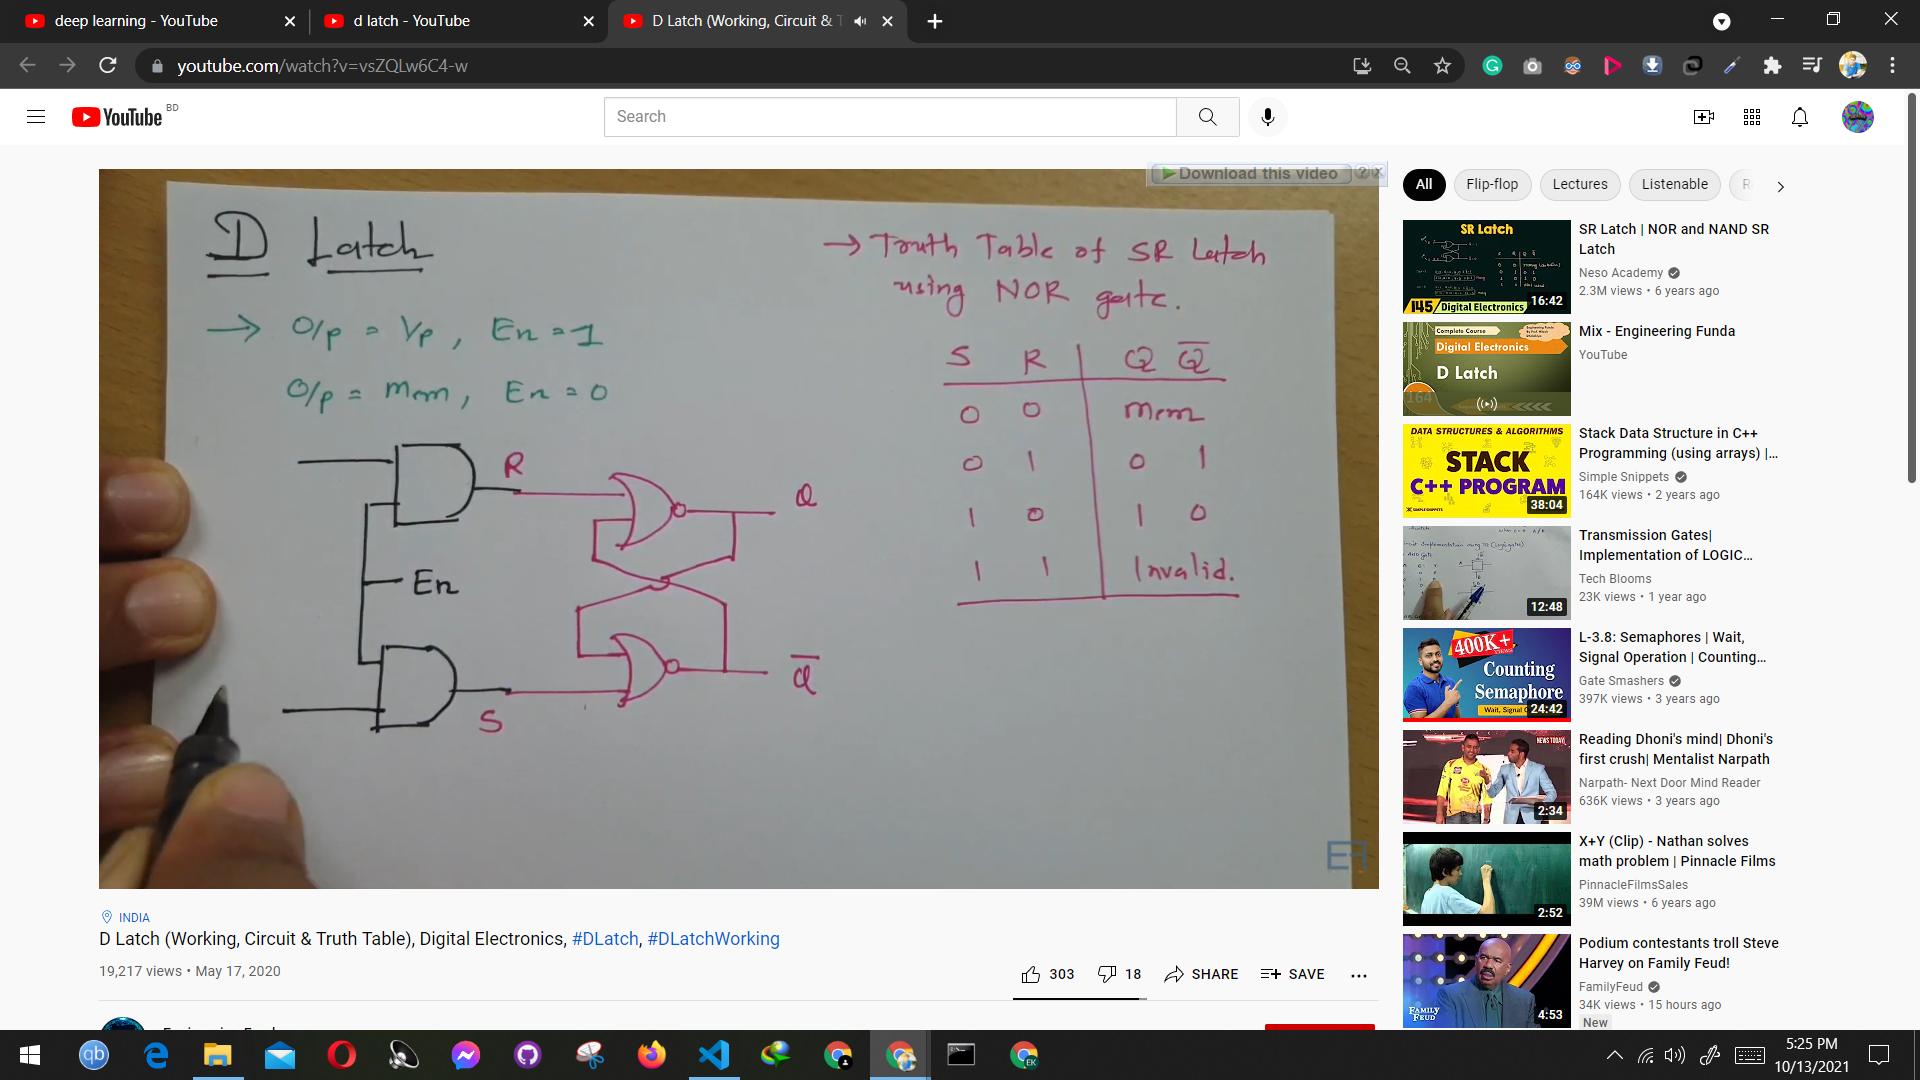 deep learning - YouTube
d latch - YouTube
D Latch (Working, Circuit & T
youtube.com/watch?v=vsZQLw6C4-w
YouTube BD
Search
Download this video
D Latch
→ O/p = I/p , En = 1
O/p = Mem , En = 0
→ Truth Table of SR Latch
using NOR gate.
S R Q Q̅
0 0 Mem
0 1 0 1
1 0 1 0
1 1 Invalid.
R
Q
En
S
Q̅
EF
INDIA
D Latch (Working, Circuit & Truth Table), Digital Electronics, #DLatch, #DLatchWorking
19,217 views • May 17, 2020
303
18
SHARE
SAVE
All
Flip-flop
Lectures
Listenable
SR Latch
145 Digital Electronics
16:42
SR Latch | NOR and NAND SR
Latch
Neso Academy
2.3M views • 6 years ago
Complete Course
Digital Electronics
D Latch
164
Mix - Engineering Funda
YouTube
DATA STRUCTURES & ALGORITHMS
STACK
C++ PROGRAM
38:04
Stack Data Structure in C++
Programming (using arrays) |...
Simple Snippets
164K views • 2 years ago
12:48
Transmission Gates|
Implementation of LOGIC...
Tech Blooms
23K views • 1 year ago
400K+
VIEWS
Counting
Semaphore
24:42
L-3.8: Semaphores | Wait,
Signal Operation | Counting...
Gate Smashers
397K views • 3 years ago
NEWS TODAY
2:34
Reading Dhoni's mind| Dhoni's
first crush| Mentalist Narpath
Narpath- Next Door Mind Reader
636K views • 3 years ago
2:52
X+Y (Clip) - Nathan solves
math problem | Pinnacle Films
PinnacleFilmsSales
39M views • 6 years ago
FAMILY
FEUD
4:53
Podium contestants troll Steve
Harvey on Family Feud!
FamilyFeud
34K views • 15 hours ago
New
qb
EK
5:25 PM
10/13/2021